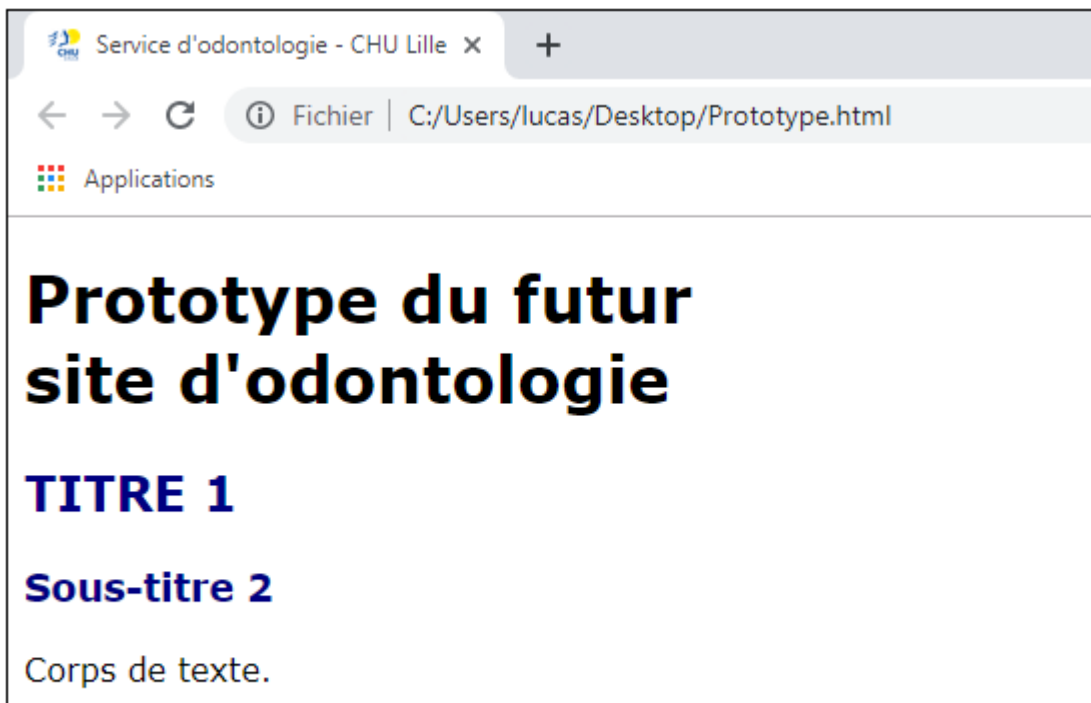 Service d'odontologie - CHU Lille
Fichier C:/Users/lucas/Desktop/Prototype.html
Applications
Prototype du futur
site d'odontologie
TITRE 1
Sous-titre 2
Corps de texte.